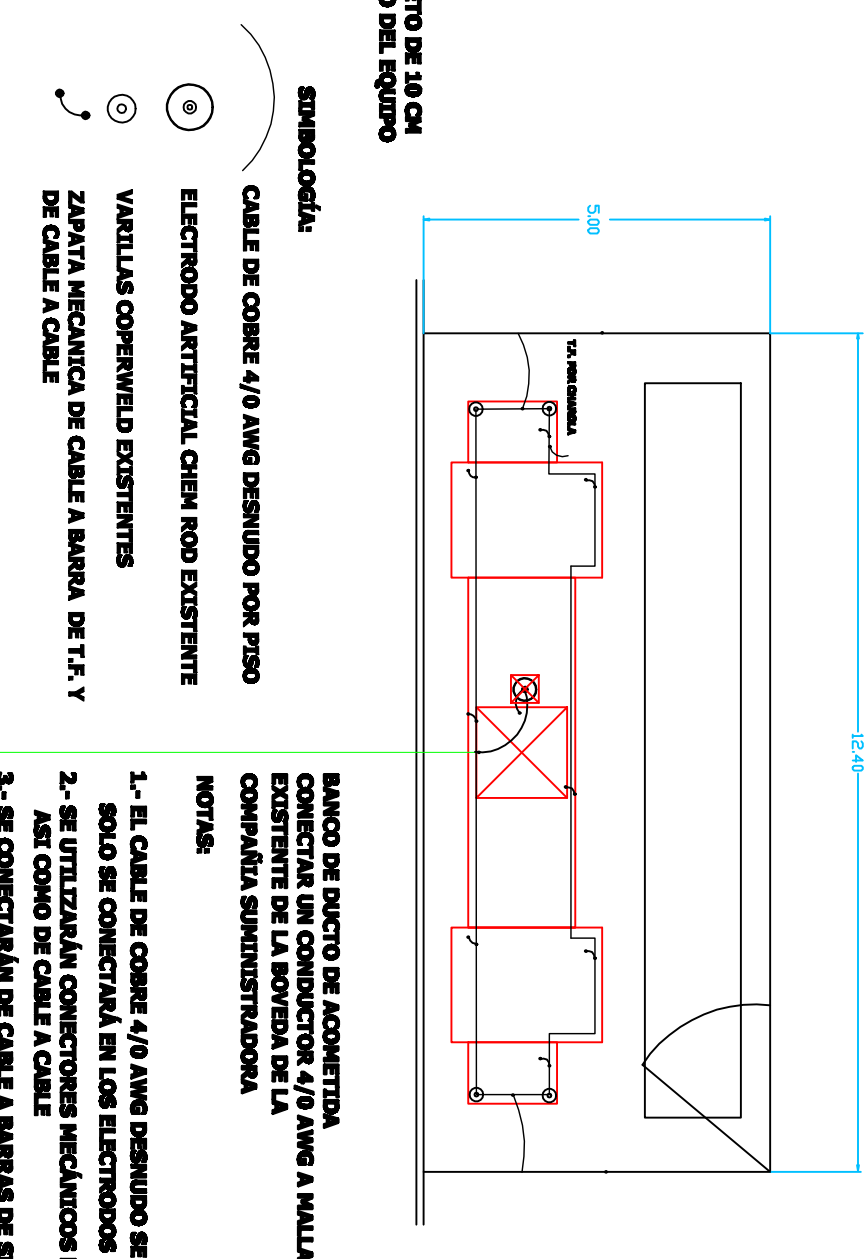 TO DE 10 CM
DEL EQUIPO
SIMBOLOGÍA:
CABLE DE COBRE 4/0 AWG DESNUDO POR PISO
ELECTRODO ARTIFICIAL CHEM ROD EXISTENTE
VARILLAS COPERWELD EXISTENTES
ZAPATA MECANICA DE CABLE A BARRA DE T.F. Y
DE CABLE A CABLE
5.00
12.40
T.F. POR CHAROLA
BANCO DE DUCTO DE ACOMETIDA
CONECTAR UN CONDUCTOR 4/0 AWG A MALLA
EXISTENTE DE LA BOVEDA DE LA
COMPAÑIA SUMINISTRADORA
NOTAS:
1.- EL CABLE DE COBRE 4/0 AWG DESNUDO SE
SOLO SE CONECTARÁ EN LOS ELECTRODOS
2.- SE UTILIZARÁN CONECTORES MECÁNICOS
ASI COMO DE CABLE A CABLE
3.- SE CONECTARÁN DE CABLE A BARRAS DE